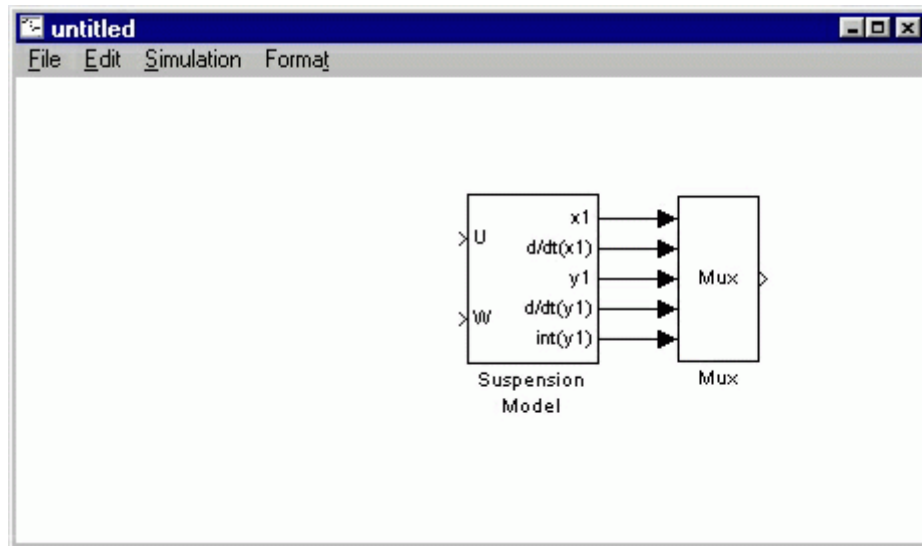 untitled
File Edit Simulation Format
x1
U
d/dt(x1)
y1
Mux
W
d/dt(y1)
int(y1)
Suspension
Model
Mux